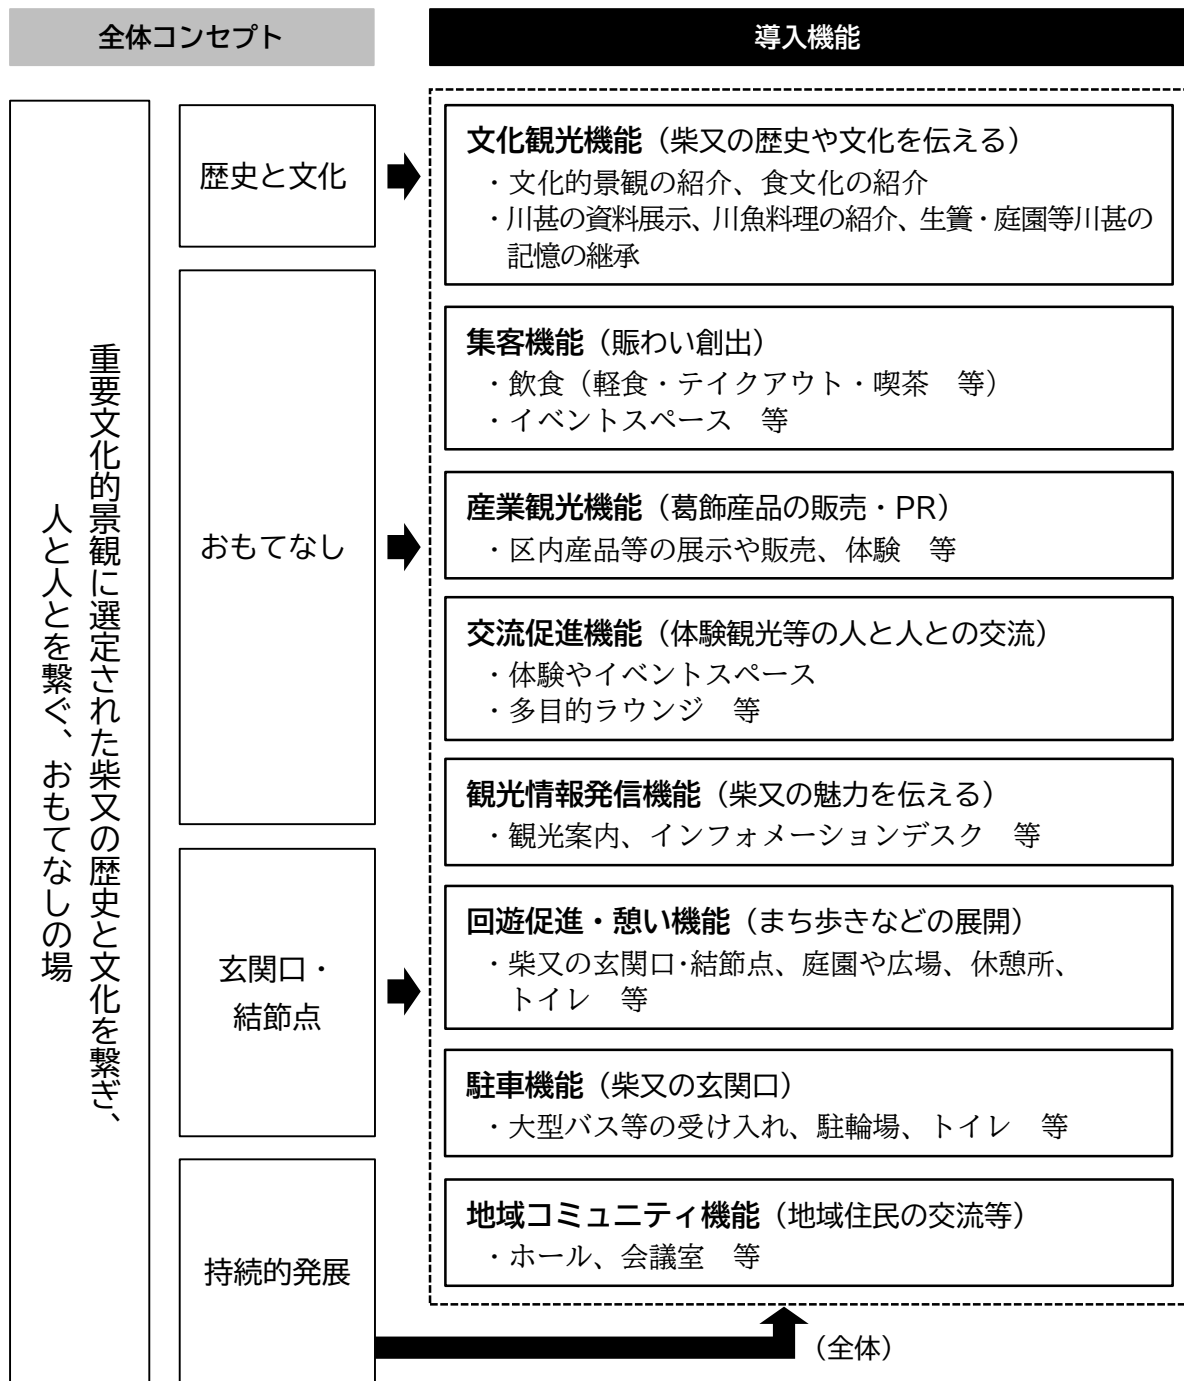 全体コンセプト
導入機能
重要文化的景観に選定された柴又の歴史と文化を繋ぎ、
人と人とを繋ぐ、おもてなしの場
歴史と文化
文化観光機能（柴又の歴史や文化を伝える）
・文化的景観の紹介、食文化の紹介
・川甚の資料展示、川魚料理の紹介、生簀・庭園等川甚の
記憶の継承
おもてなし
集客機能（賑わい創出）
・飲食（軽食・テイクアウト・喫茶　等）
・イベントスペース　等
産業観光機能（葛飾産品の販売・PR）
・区内産品等の展示や販売、体験　等
交流促進機能（体験観光等の人と人との交流）
・体験やイベントスペース
・多目的ラウンジ　等
観光情報発信機能（柴又の魅力を伝える）
・観光案内、インフォメーションデスク　等
玄関口・
結節点
回遊促進・憩い機能（まち歩きなどの展開）
・柴又の玄関口・結節点、庭園や広場、休憩所、
トイレ　等
駐車機能（柴又の玄関口）
・大型バス等の受け入れ、駐輪場、トイレ　等
地域コミュニティ機能（地域住民の交流等）
・ホール、会議室　等
持続的発展
（全体）